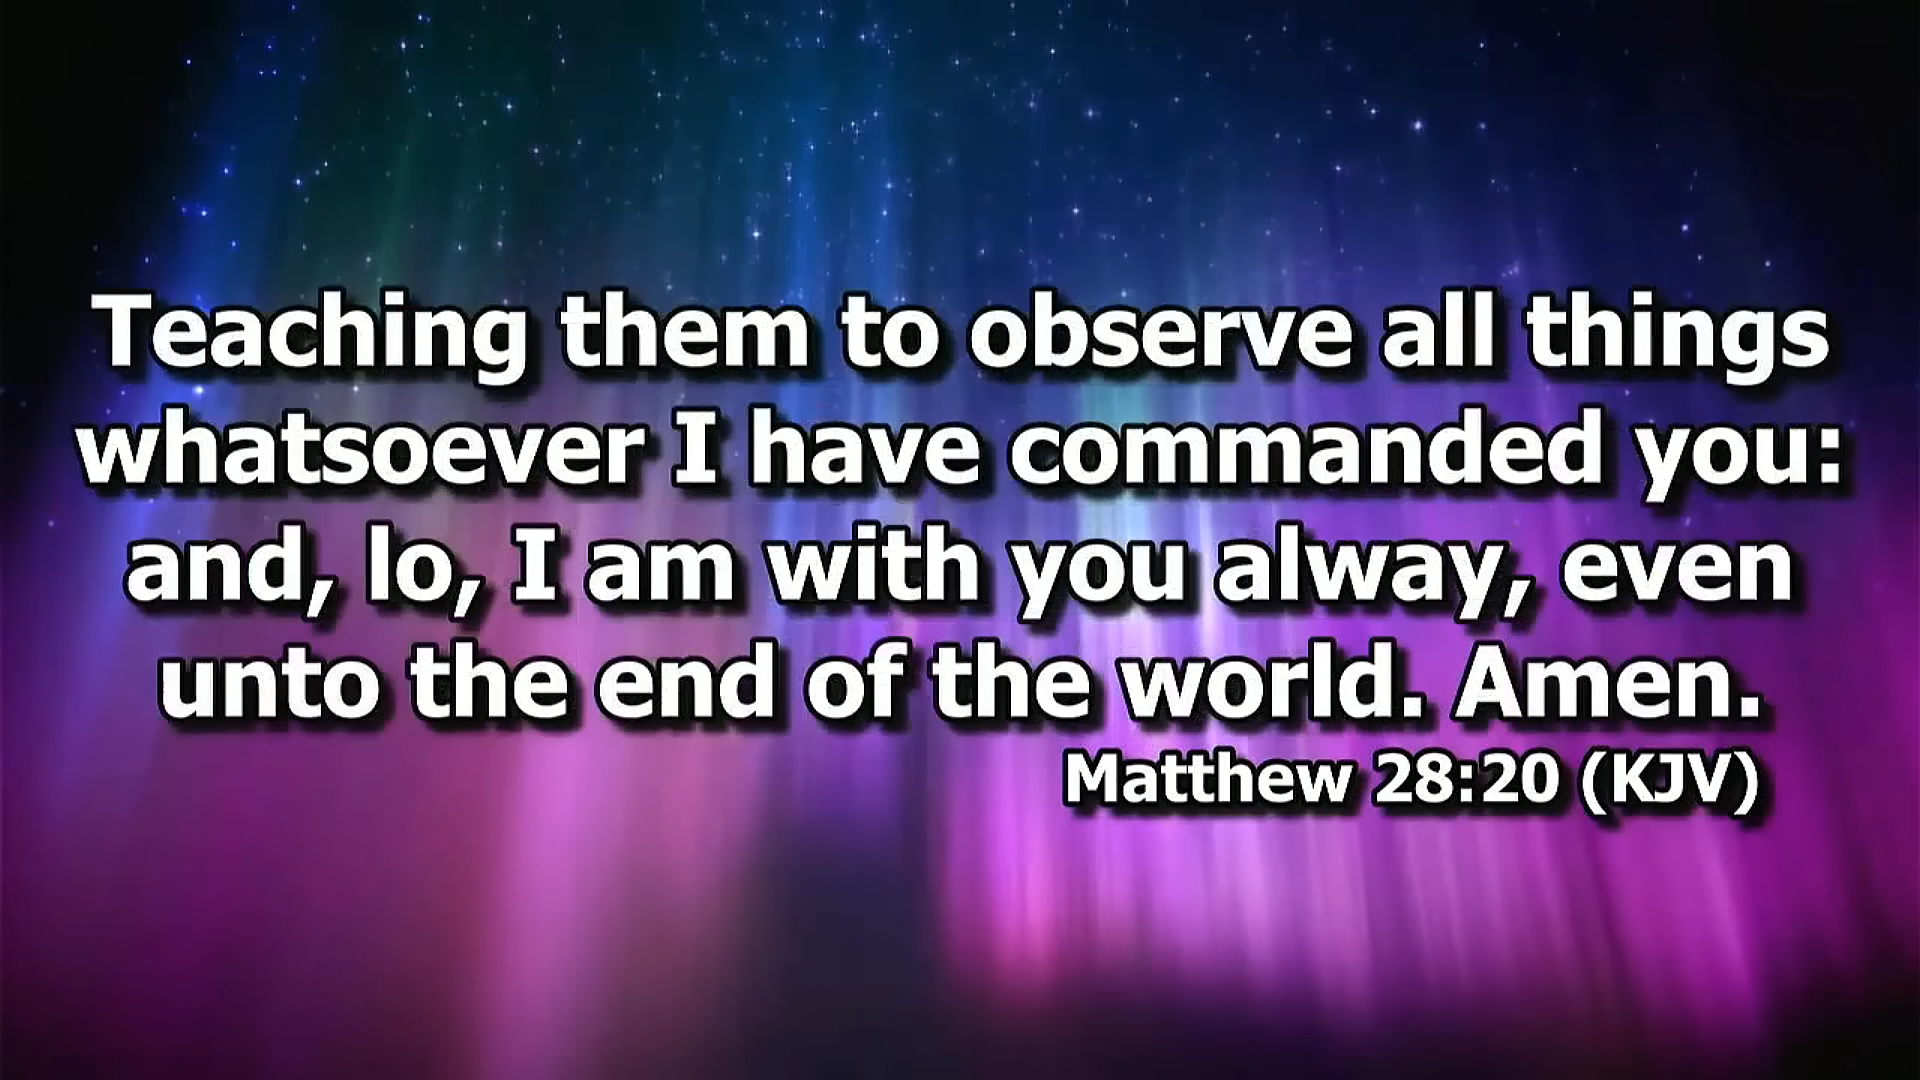 Teaching them to observe all things
whatsoever I have commanded you:
and, lo, I am with you alway, even
unto the end of the world. Amen.
Matthew 28:20 (KJV)